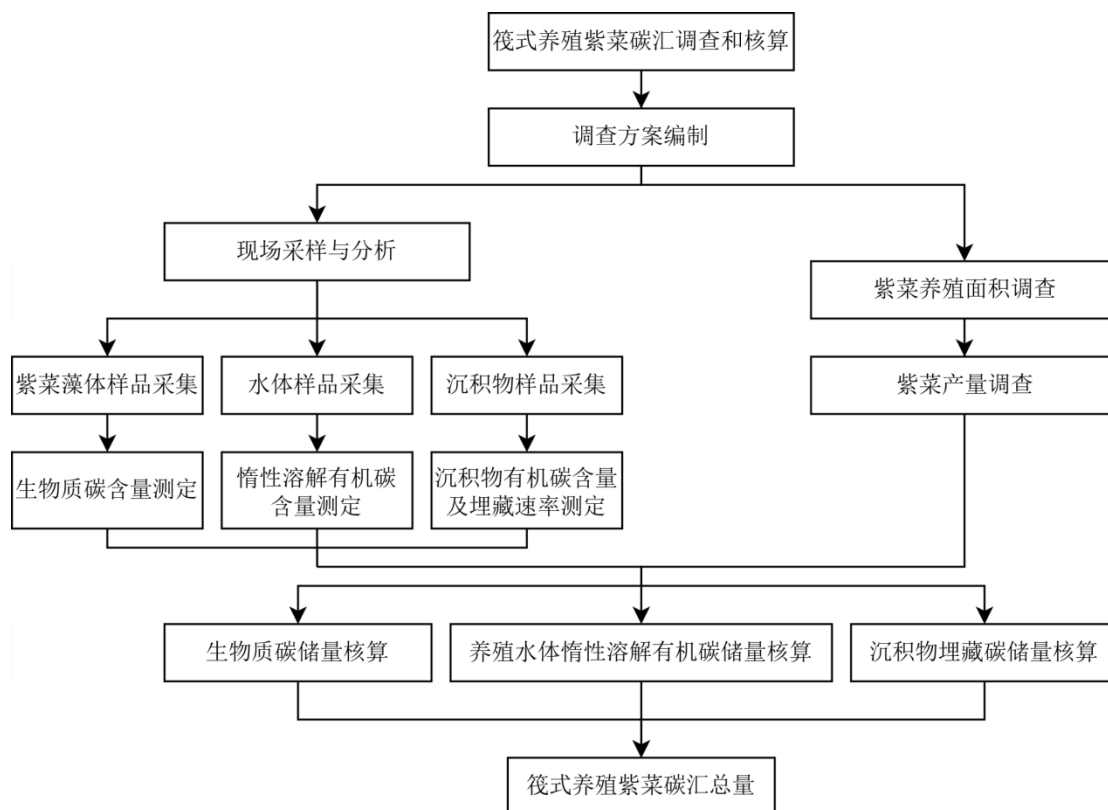 筏式养殖紫菜碳汇调查和核算
调查方案编制
现场采样与分析
紫菜养殖面积调查
紫菜藻体样品采集
水体样品采集
沉积物样品采集
紫菜产量调查
生物质碳含量测定
惰性溶解有机碳
含量测定
沉积物有机碳含量
及埋藏速率测定
生物质碳储量核算
养殖水体惰性溶解有机碳储量核算
沉积物埋藏碳储量核算
筏式养殖紫菜碳汇总量